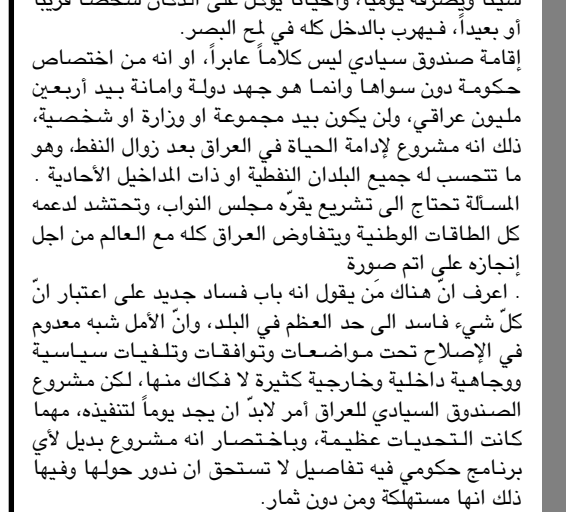 شيئاً ويصرفه يومياً، وأحياناً يوكل على الدكان شخصاً قريباً
أو بعيداً، فيهرب بالدخل كله في لمح البصر.
إقامة صندوق سيادي ليس كلاماً عابراً، او انه من اختصاص
حكومة دون سواها وانما هو جهد دولة وامانة بيد أربعين
مليون عراقي، ولن يكون بيد مجموعة او وزارة او شخصية،
ذلك انه مشروع لإدامة الحياة في العراق بعد زوال النفط، وهو
ما تتحسب له جميع البلدان النفطية او ذات المداخيل الأحادية .
المسألة تحتاج الى تشريع يقرّه مجلس النواب، وتحتشد لدعمه
كل الطاقات الوطنية ويتفاوض العراق كله مع العالم من اجل
إنجازه على اتم صورة
. اعرف انّ هناك مَن يقول انه باب فساد جديد على اعتبار انّ
كلّ شيء فاسد الى حد العظم في البلد، وانّ الأمل شبه معدوم
في الإصلاح تحت مواضعات وتوافقات وتلفيات سياسية
ووجاهية داخلية وخارجية كثيرة لا فكاك منها، لكن مشروع
الصندوق السيادي للعراق أمر لابدّ ان يجد يوماً لتنفيذه، مهما
كانت التحديات عظيمة، وباختصار انه مشروع بديل لأي
برنامج حكومي فيه تفاصيل لا تستحق ان ندور حولها وفيها
ذلك انها مستهلكة ومن دون ثمار.